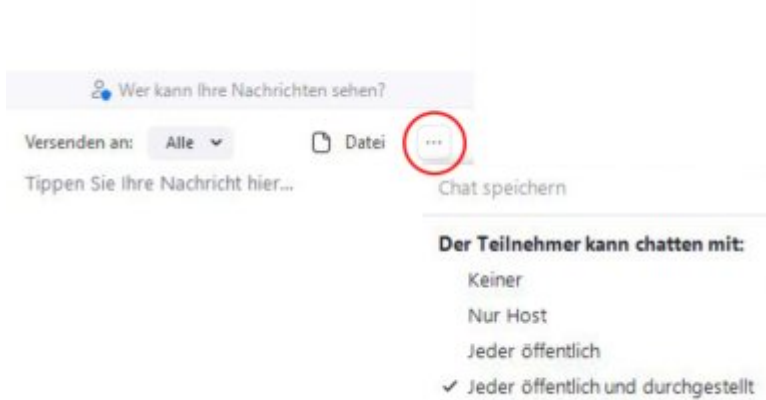 Wer kann Ihre Nachrichten sehen?
Versenden an: Alle Datei ...
Tippen Sie Ihre Nachricht hier...
Chat speichern
Der Teilnehmer kann chatten mit:
Keiner
Nur Host
Jeder öffentlich
✓ Jeder öffentlich und durchgestellt